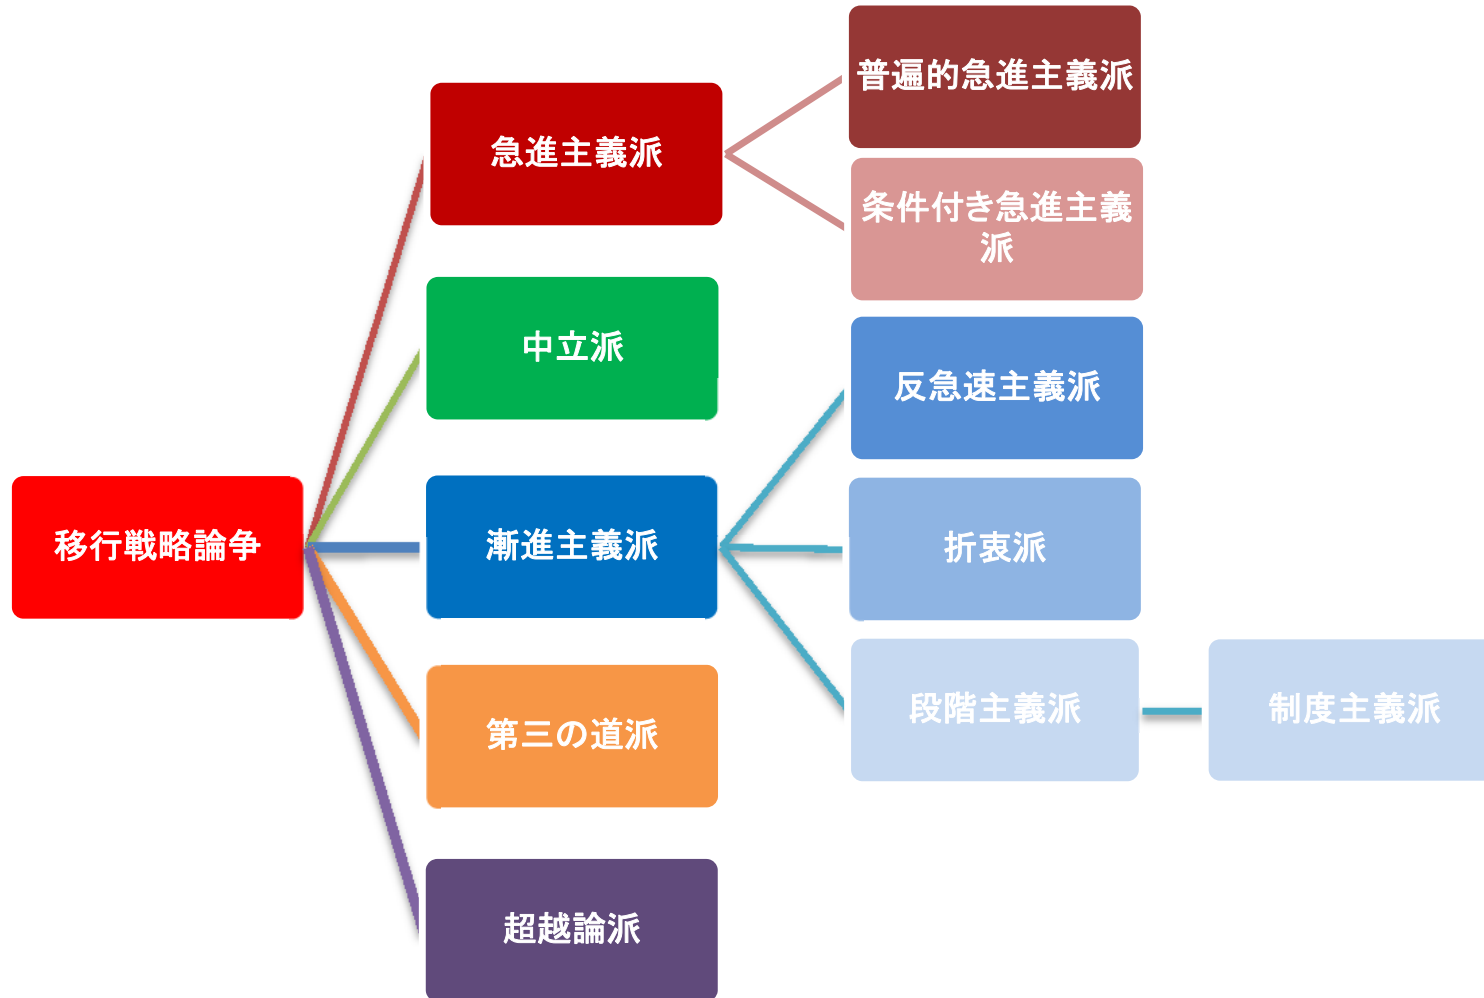 普遍的急進主義派
急進主義派
条件付き急進主義
派
中立派
反急速主義派
移行戦略論争
漸進主義派
折衷派
段階主義派
制度主義派
第三の道派
超越論派